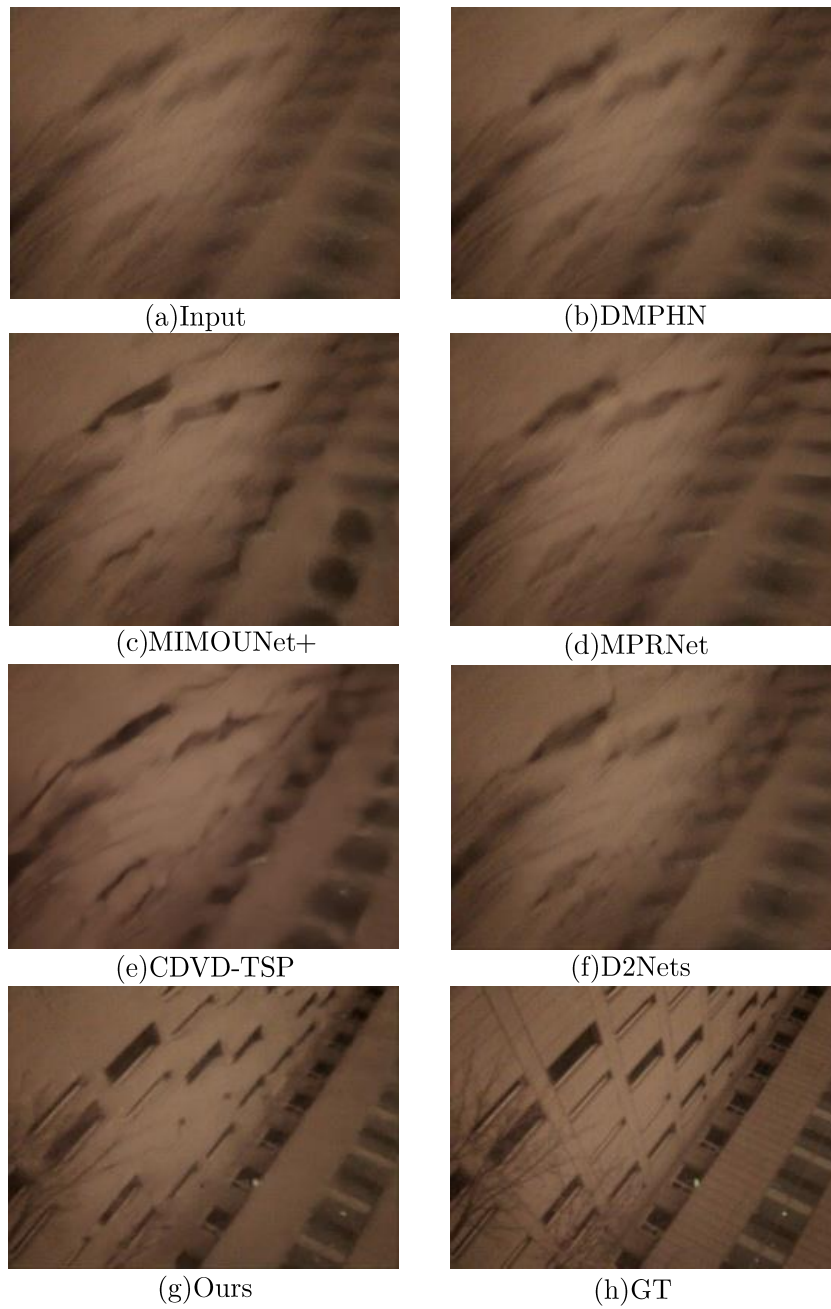 (a)Input
(b)DMPHN
(c)MIMOUNet+
(d)MPRNet
(e)CDVD-TSP
(f)D2Nets
(g)Ours
(h)GT